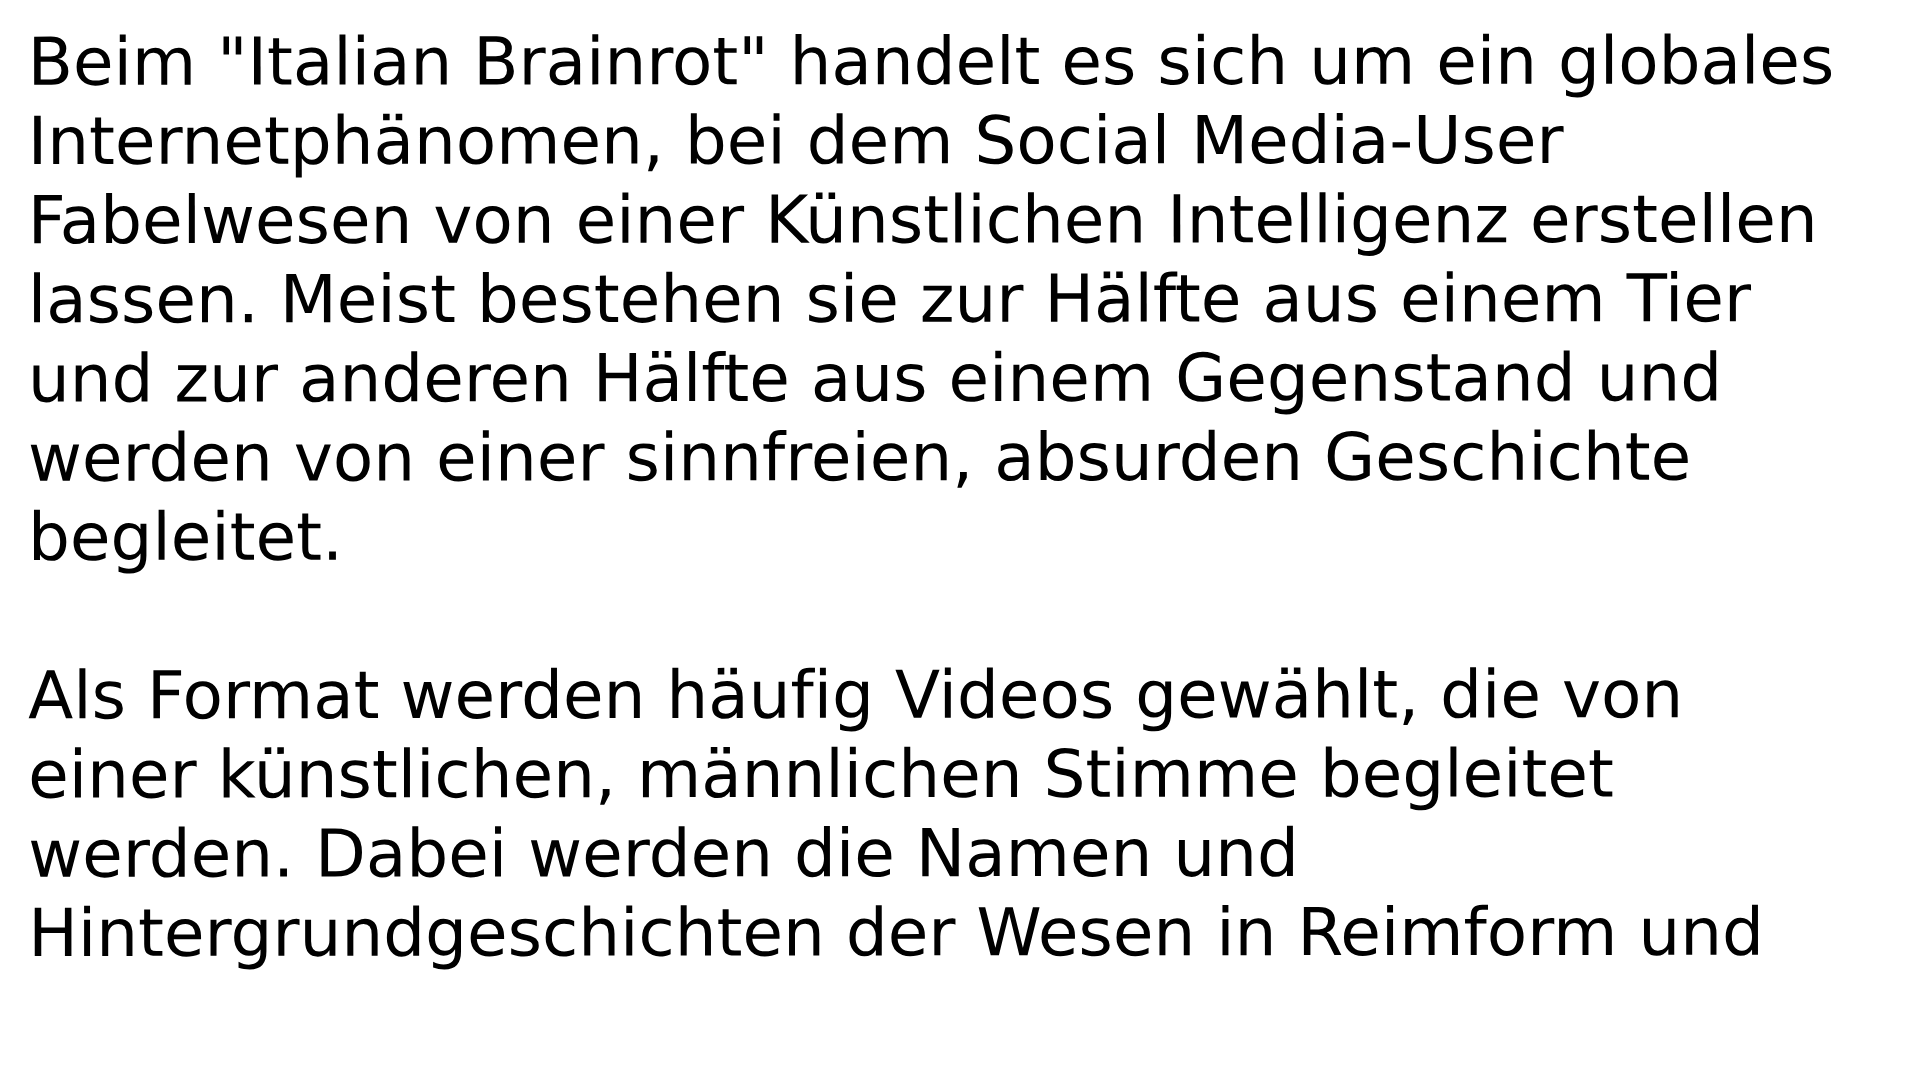 Beim "Italian Brainrot" handelt es sich um ein globales
Internetphänomen, bei dem Social Media-User
Fabelwesen von einer Künstlichen Intelligenz erstellen
lassen. Meist bestehen sie zur Hälfte aus einem Tier
und zur anderen Hälfte aus einem Gegenstand und
werden von einer sinnfreien, absurden Geschichte
begleitet.

Als Format werden häufig Videos gewählt, die von
einer künstlichen, männlichen Stimme begleitet
werden. Dabei werden die Namen und
Hintergrundgeschichten der Wesen in Reimform und